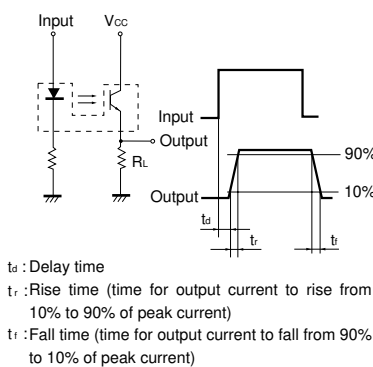 Input Vcc
Input
Output
RL
90%
Output
10%
td
tr
tf
td : Delay time
tr : Rise time (time for output current to rise from
10% to 90% of peak current)
tf : Fall time (time for output current to fall from 90%
to 10% of peak current)